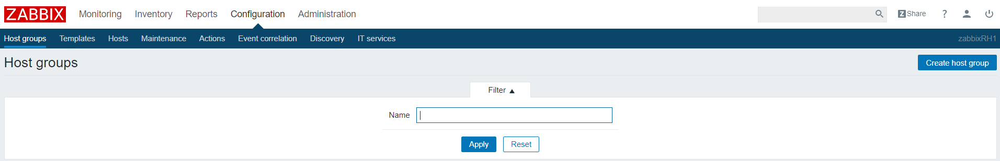 ZABBIX Monitoring Inventory Reports Configuration Administration Z Share ?
Host groups Templates Hosts Maintenance Actions Event correlation Discovery IT services zabbixRH1
Host groups Create host group
Filter ▲
Name
Apply Reset